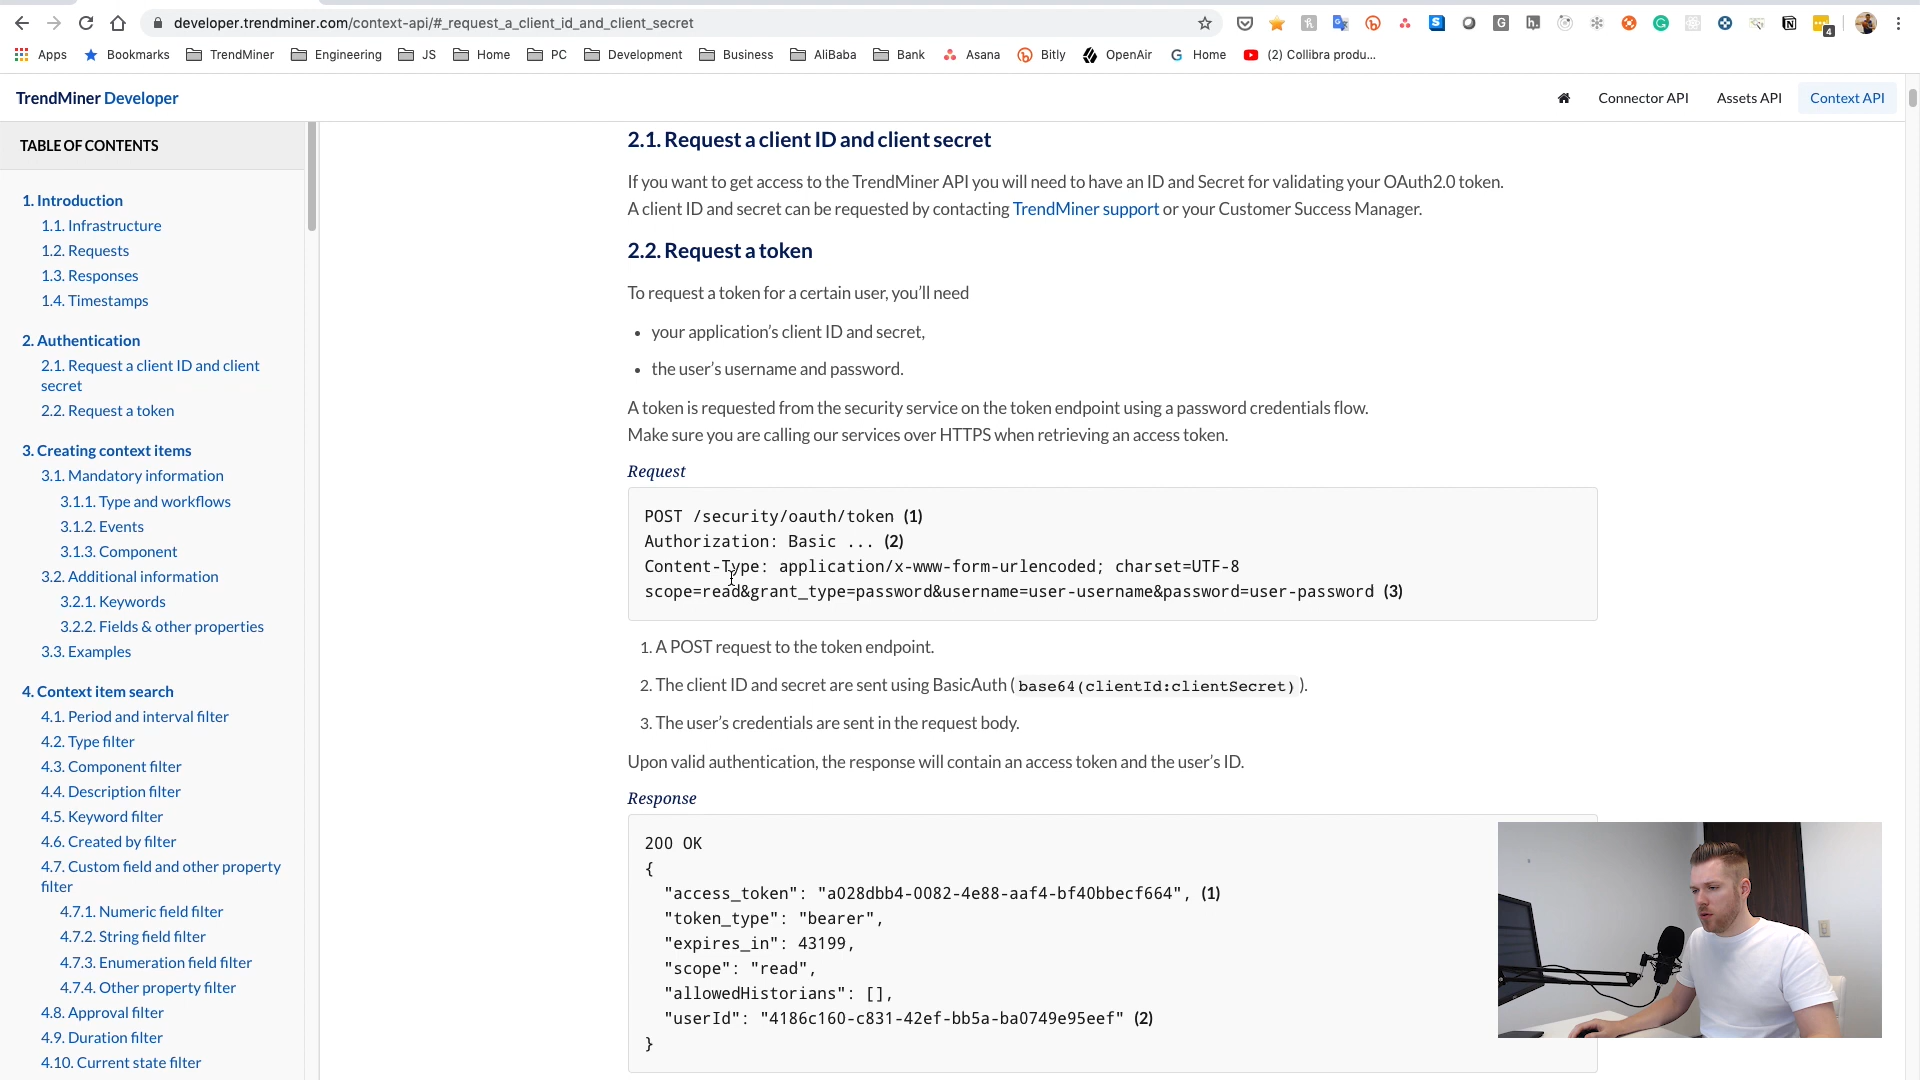 developer.trendminer.com/context-api/#_request_a_client_id_and_client_secret
4
Apps Bookmarks TrendMiner Engineering JS Home PC Development Business AliBaba Bank Asana Bitly OpenAir Home (2) Collibra produ...
TrendMiner Developer
Connector API Assets API Context API
TABLE OF CONTENTS
1. Introduction
1.1. Infrastructure
1.2. Requests
1.3. Responses
1.4. Timestamps
2. Authentication
2.1. Request a client ID and client
secret
2.2. Request a token
3. Creating context items
3.1. Mandatory information
3.1.1. Type and workflows
3.1.2. Events
3.1.3. Component
3.2. Additional information
3.2.1. Keywords
3.2.2. Fields & other properties
3.3. Examples
4. Context item search
4.1. Period and interval filter
4.2. Type filter
4.3. Component filter
4.4. Description filter
4.5. Keyword filter
4.6. Created by filter
4.7. Custom field and other property
filter
4.7.1. Numeric field filter
4.7.2. String field filter
4.7.3. Enumeration field filter
4.7.4. Other property filter
4.8. Approval filter
4.9. Duration filter
4.10. Current state filter
2.1. Request a client ID and client secret
If you want to get access to the TrendMiner API you will need to have an ID and Secret for validating your OAuth2.0 token.
A client ID and secret can be requested by contacting TrendMiner support or your Customer Success Manager.
2.2. Request a token
To request a token for a certain user, you'll need
• your application's client ID and secret,
• the user's username and password.
A token is requested from the security service on the token endpoint using a password credentials flow.
Make sure you are calling our services over HTTPS when retrieving an access token.
Request
POST /security/oauth/token (1)
Authorization: Basic ... (2)
Content-Type: application/x-www-form-urlencoded; charset=UTF-8
scope=read&grant_type=password&username=user-username&password=user-password (3)
1. A POST request to the token endpoint.
2. The client ID and secret are sent using BasicAuth ( base64(clientId:clientSecret) ).
3. The user's credentials are sent in the request body.
Upon valid authentication, the response will contain an access token and the user's ID.
Response
200 OK
{
"access_token": "a028dbb4-0082-4e88-aaf4-bf40bbecf664", (1)
"token_type": "bearer",
"expires_in": 43199,
"scope": "read",
"allowedHistorians": [],
"userId": "4186c160-c831-42ef-bb5a-ba0749e95eef" (2)
}